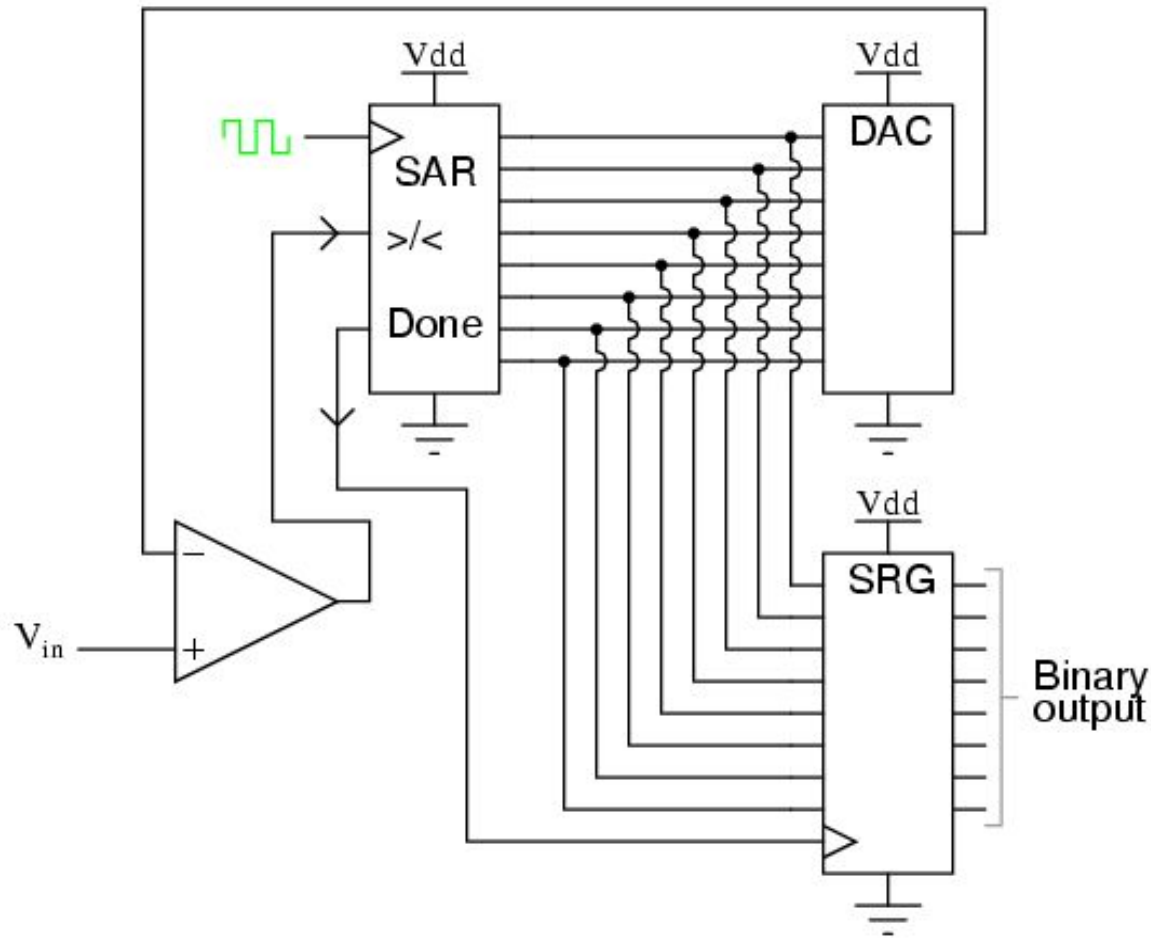 Vdd
Vdd
SAR
DAC
>/<
Done
Vdd
SRG
−
Vin
+
Binary
output